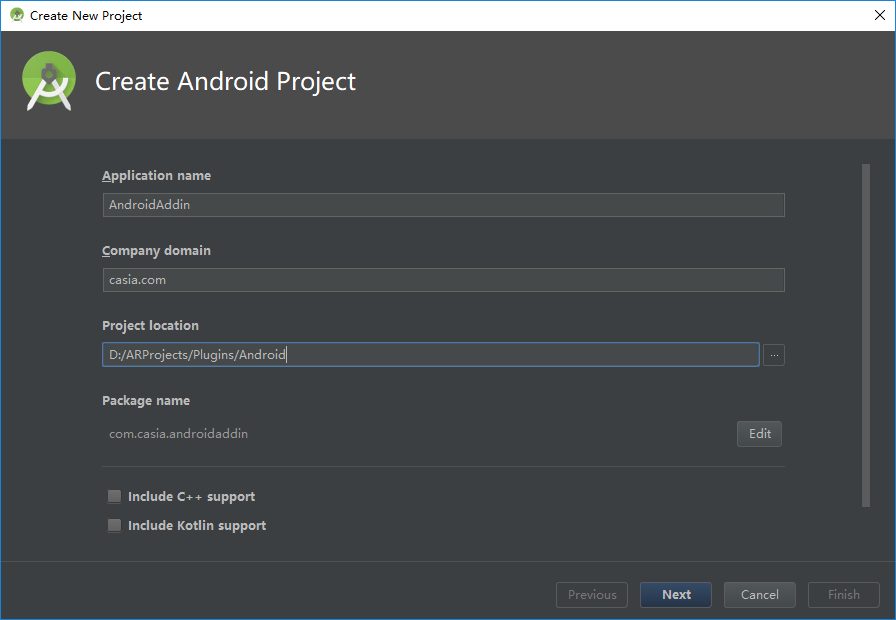 Create New Project
Create Android Project
Application name
AndroidAddin
Company domain
casia.com
Project location
D:/ARProjects/Plugins/Android
...
Package name
com.casia.androidaddin
Edit
Include C++ support
Include Kotlin support
Previous
Next
Cancel
Finish